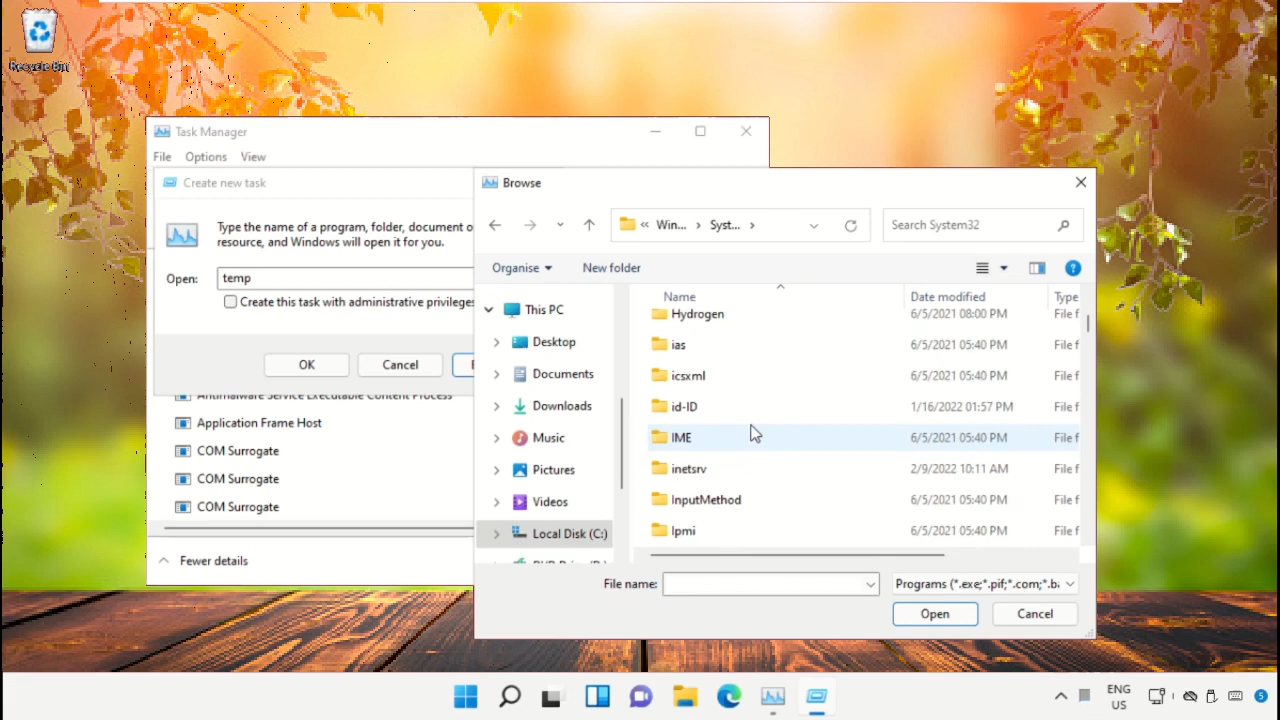 Recycle Bin
Task Manager
File Options View
Create new task
Type the name of a program, folder, document o
resource, and Windows will open it for you.
Open: temp
Create this task with administrative privileges
OK Cancel
Antimalware Service Executable Content Process
Application Frame Host
COM Surrogate
COM Surrogate
COM Surrogate
Fewer details
Browse
« Win... › Syst... ›
Search System32
Organise New folder
This PC
Desktop
Documents
Downloads
Music
Pictures
Videos
Local Disk (C:)
Name Date modified Type
Hydrogen 6/5/2021 08:00 PM File f
ias 6/5/2021 05:40 PM File f
icsxml 6/5/2021 05:40 PM File f
id-ID 1/16/2022 01:57 PM File f
IME 6/5/2021 05:40 PM File f
inetsrv 2/9/2022 10:11 AM File f
InputMethod 6/5/2021 05:40 PM File f
Ipmi 6/5/2021 05:40 PM File f
File name: Programs (*.exe;*.pif;*.com;*.b
Open Cancel
ENG
US
5